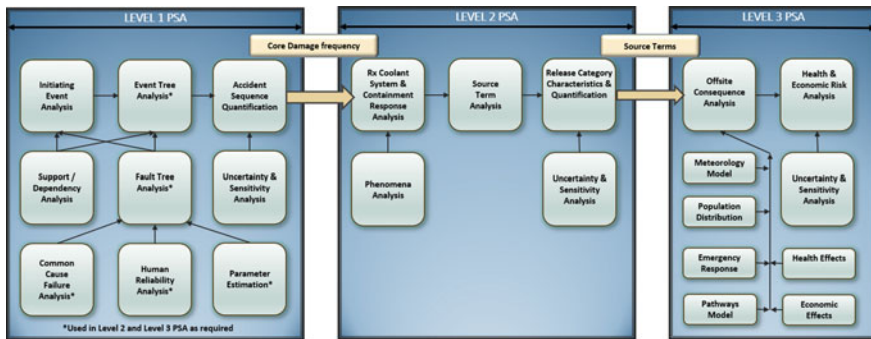 LEVEL 1 PSA
LEVEL 2 PSA
LEVEL 3 PSA
Core Damage frequency
Source Terms
Initiating
Event
Analysis
Event Tree
Analysis*
Accident
Sequence
Quantification
Rx Coolant
System &
Containment
Response
Analysis
Source
Term
Analysis
Release Category
Characteristics &
Quantification
Offsite
Consequence
Analysis
Health &
Economic Risk
Analysis
Support /
Dependency
Analysis
Fault Tree
Analysis*
Uncertainty &
Sensitivity
Analysis
Phenomena
Analysis
Uncertainty &
Sensitivity
Analysis
Meteorology
Model
Population
Distribution
Uncertainty &
Sensitivity
Analysis
Common
Cause
Failure
Analysis*
Human
Reliability
Analysis*
Parameter
Estimation*
Emergency
Response
Health Effects
Pathways
Model
Economic
Effects
*Used in Level 2 and Level 3 PSA as required